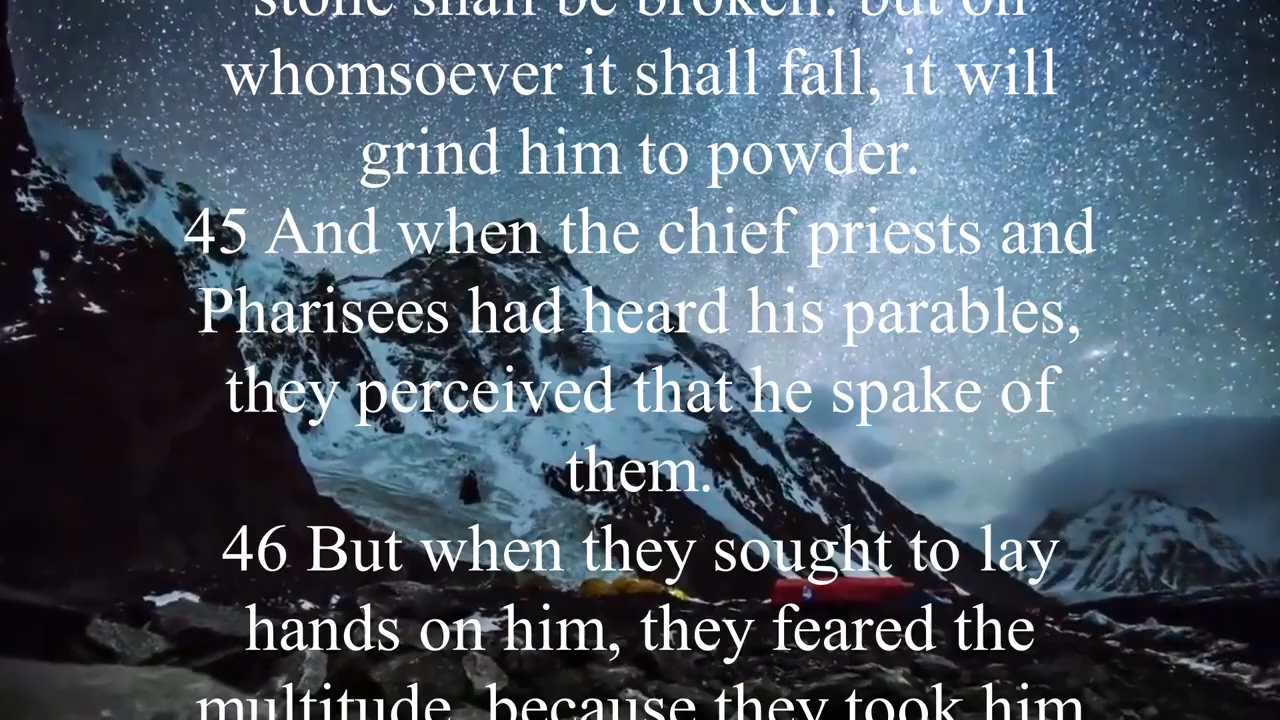 stone shall be broken: but on
whomsoever it shall fall, it will
grind him to powder.
45 And when the chief priests and
Pharisees had heard his parables,
they perceived that he spake of
them.
46 But when they sought to lay
hands on him, they feared the
multitude, because they took him